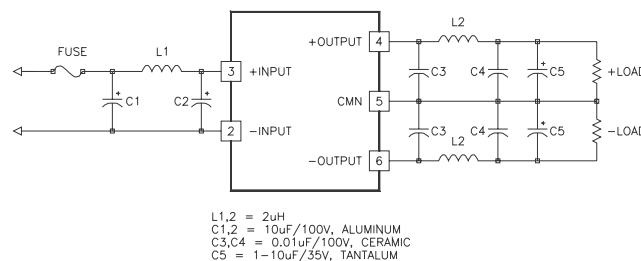 FUSE
L1
+
C1
+
C2
3
+INPUT
2
-INPUT
+OUTPUT
4
CMN
5
-OUTPUT
6
L2
C3
C4
+
C5
+LOAD
C3
C4
+
C5
L2
-LOAD
L1,2 = 2uH
C1,2 = 10uF/100V, ALUMINUM
C3,C4 = 0.01uF/100V, CERAMIC
C5 = 1-10uF/35V, TANTALUM